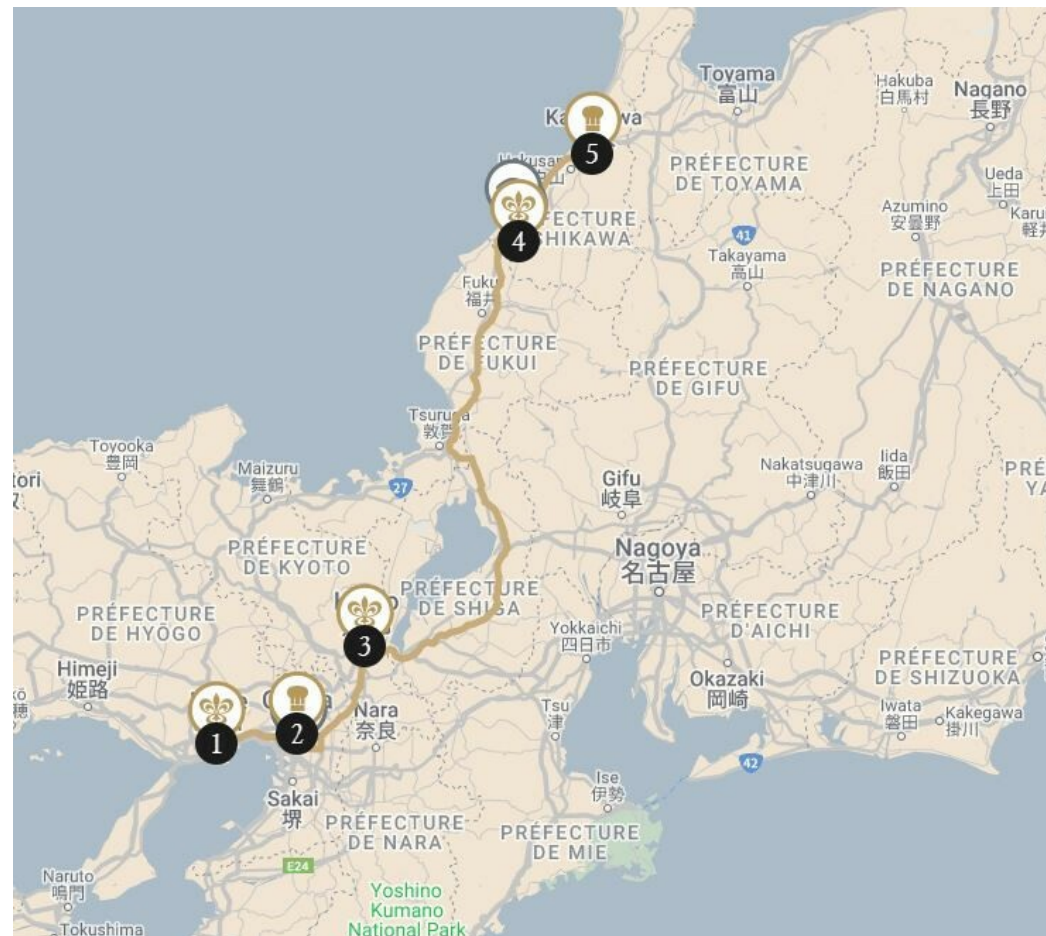 Toyama
富山
Hakuba
白馬村
Nagano
長野
5
PRÉFECTURE
DE TOYAMA
Ueda
上田
Azumino
安曇野
4
41
Takayama
高山
PRÉFECTURE
DE NAGANO
福井
PRÉFECTURE
DE FUKUI
PRÉFECTURE
DE GIFU
Tsuruga
敦賀
Toyooka
豊岡
Maizuru
舞鶴
27
Gifu
岐阜
Nakatsugawa
中津川
Iida
飯田
PRÉFECTURE
DE KYOTO
Nagoya
名古屋
PRÉFECTURE
DE SHIGA
PRÉFECTURE
DE HYŌGO
3
Yokkaichi
四日市
PRÉFECTURE
D'AICHI
Himeji
姫路
Okazaki
岡崎
PRÉFECTURE
DE SHIZUOKA
1
2
Nara
奈良
Tsu
津
Iwata
磐田
Kakegawa
掛川
42
Sakai
堺
Ise
伊勢
PRÉFECTURE
DE NARA
PRÉFECTURE
DE MIE
E24
Naruto
鳴門
Yoshino
Kumano
National Park
Tokushima